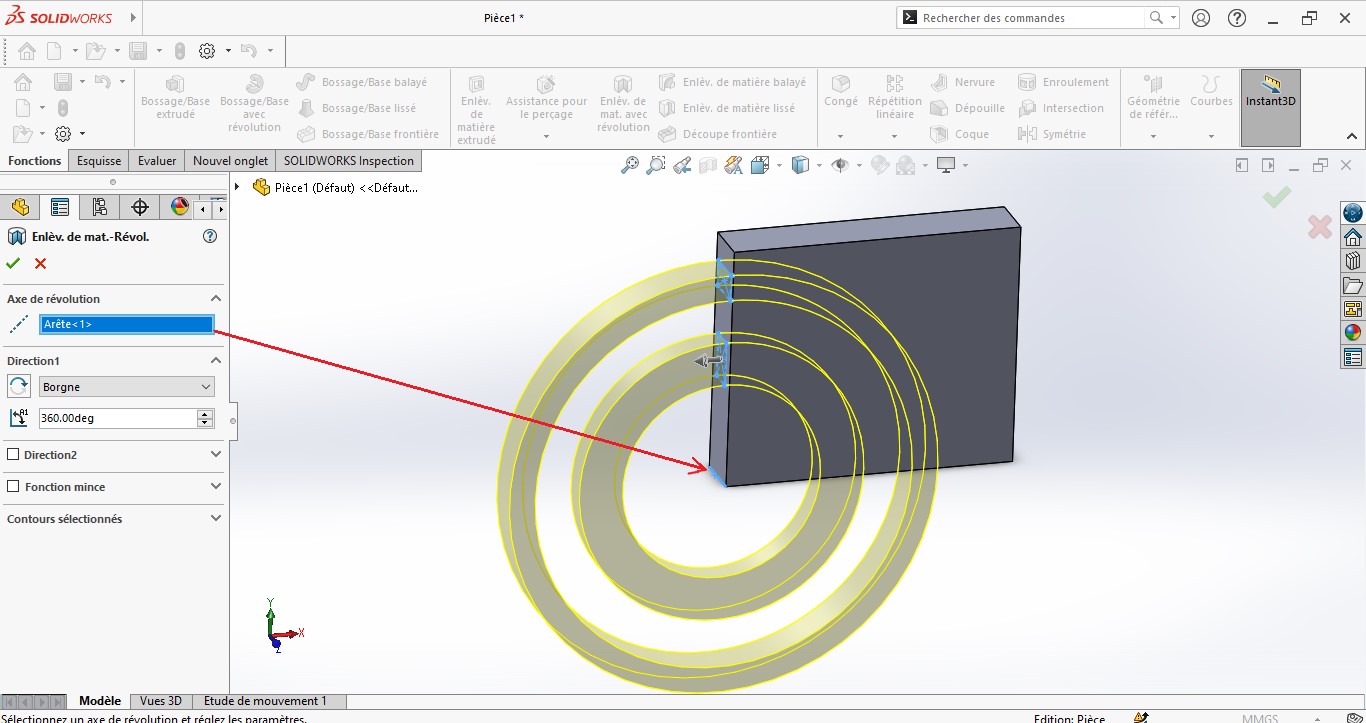 SOLIDWORKS
Pièce1 *
Rechercher des commandes
Bossage/Base extrudé
Bossage/Base avec révolution
Bossage/Base balayé
Bossage/Base lissé
Bossage/Base frontière
Enlèv. de matière extrudé
Assistance pour le perçage
Enlèv. de mat. avec révolution
Enlèv. de matière balayé
Enlèv. de matière lissé
Découpe frontière
Congé
Répétition linéaire
Nervure
Dépouille
Coque
Enroulement
Intersection
Symétrie
Géométrie de référ...
Courbes
Instant3D
Fonctions
Esquisse
Evaluer
Nouvel onglet
SOLIDWORKS Inspection
Pièce1 (Défaut) <<Défaut...
Enlèv. de mat.-Révol.
Axe de révolution
Arête<1>
Direction1
Borgne
A1
360.00deg
Direction2
Fonction mince
Contours sélectionnés
Y
X
Z
Modèle
Vues 3D
Etude de mouvement 1
Sélectionnez un axe de révolution et réglez les paramètres.
Edition: Pièce
MMGS